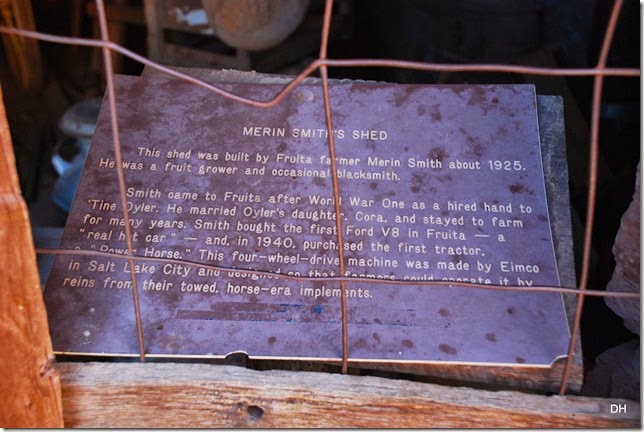 MERIN SMITH'S SHED
This shed was built by Fruita farmer Merin Smith about 1925.
He was a fruit grower and occasional blacksmith.
Smith came to Fruita after World War One as a hired hand to
'Tine Oyler. He married Oyler's daughter, Cora, and stayed to farm
for many years. Smith bought the first Ford V8 in Fruita — a
"real hot car" — and, in 1940, purchased the first tractor,
a "Power Horse." This four-wheel-drive machine was made by Eimco
in Salt Lake City and designed so that farmers could operate it by
reins from their towed, horse-era implements.
DH